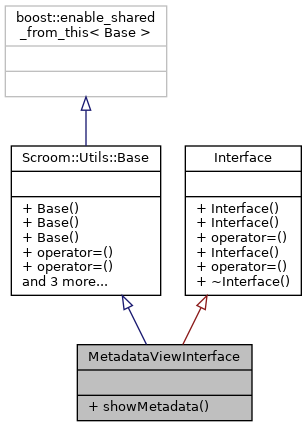 boost::enable_shared
_from_this< Base >
Scroom::Utils::Base
+ Base()
+ Base()
+ Base()
+ operator=()
+ operator=()
and 3 more...
Interface
+ Interface()
+ Interface()
+ operator=()
+ Interface()
+ operator=()
+ ~Interface()
MetadataViewInterface
+ showMetadata()